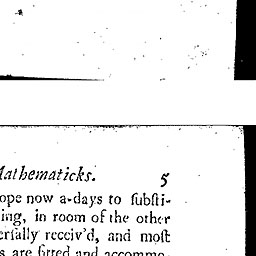 Mathematicks. 5
ope now a-days to ſubſti-
ing, in room of the other
erſally receiv'd, and moſt
s are fitted and accommo-